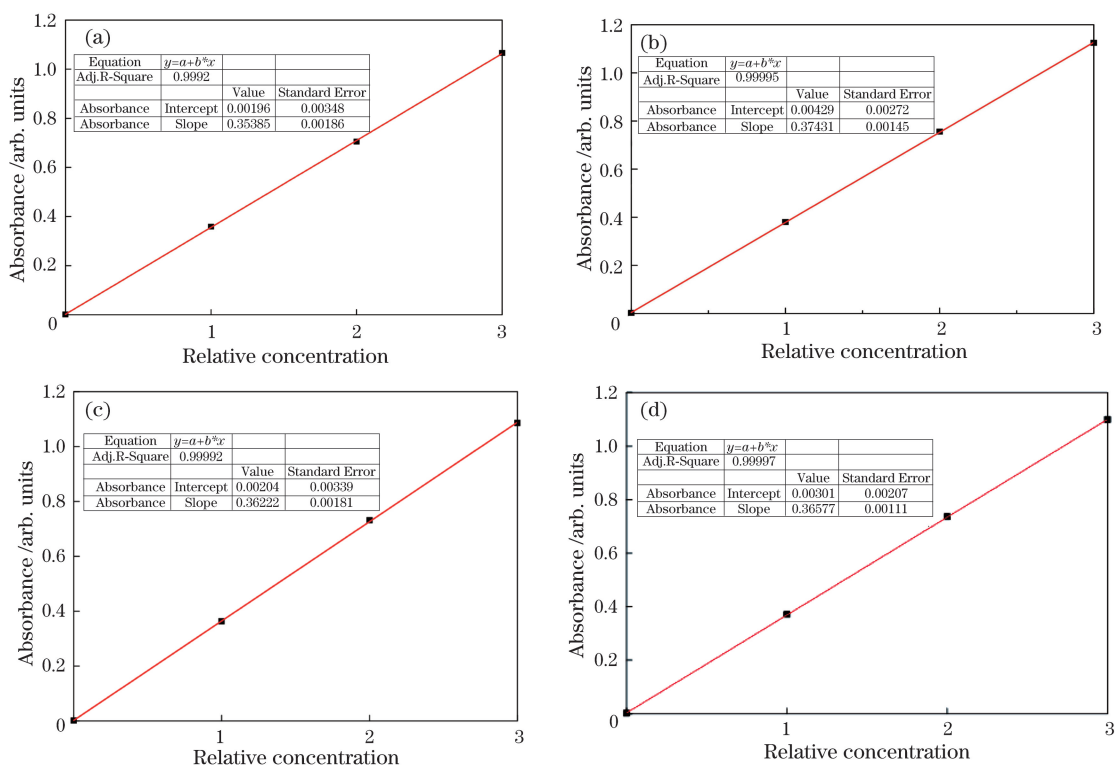 (a)
Equation y=a+b*x
Adj.R-Square 0.9992
Value Standard Error
Absorbance Intercept 0.00196 0.00348
Absorbance Slope 0.35385 0.00186
1.2
1.0
0.8
0.6
0.4
0.2
0
1 2 3
Absorbance /arb. units
Relative concentration
(b)
Equation y=a+b*x
Adj.R-Square 0.99995
Value Standard Error
Absorbance Intercept 0.00429 0.00272
Absorbance Slope 0.37431 0.00145
1.2
1.0
0.8
0.6
0.4
0.2
0
1 2 3
Absorbance /arb. units
Relative concentration
(c)
Equation y=a+b*x
Adj.R-Square 0.99992
Value Standard Error
Absorbance Intercept 0.00204 0.00339
Absorbance Slope 0.36222 0.00181
1.2
1.0
0.8
0.6
0.4
0.2
0
1 2 3
Absorbance /arb. units
Relative concentration
(d)
Equation y=a+b*x
Adj.R-Square 0.99997
Value Standard Error
Absorbance Intercept 0.00301 0.00207
Absorbance Slope 0.36577 0.00111
1.2
1.0
0.8
0.6
0.4
0.2
0
1 2 3
Absorbance /arb. units
Relative concentration